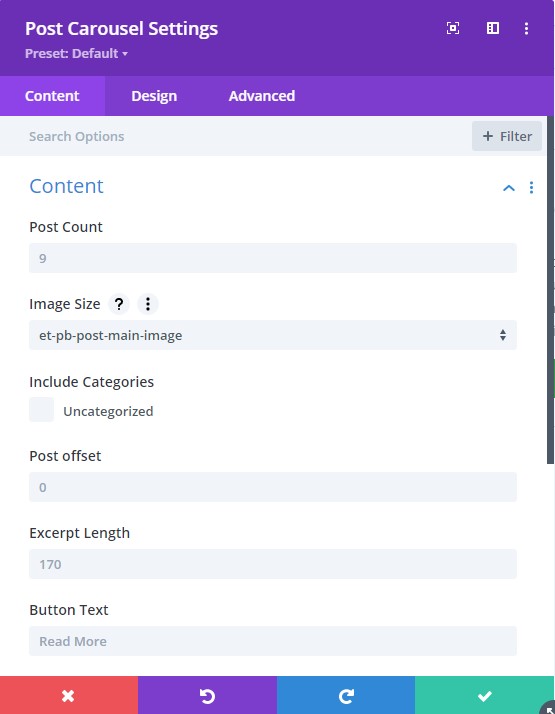 Post Carousel Settings
Preset: Default
Content Design Advanced
Search Options + Filter
Content
Post Count
9
Image Size ?
et-pb-post-main-image
Include Categories
Uncategorized
Post offset
0
Excerpt Length
170
Button Text
Read More